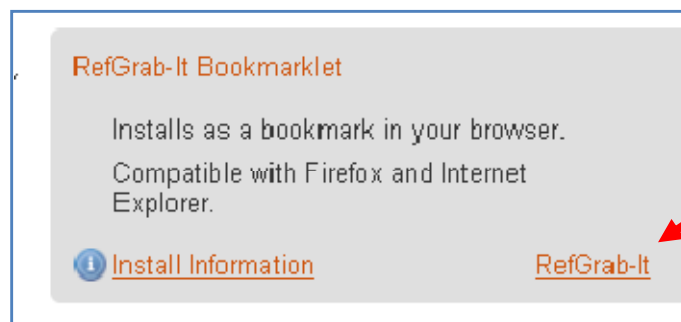 RefGrab-It Bookmarklet
Installs as a bookmark in your browser.
Compatible with Firefox and Internet
Explorer.
Install Information
RefGrab-It